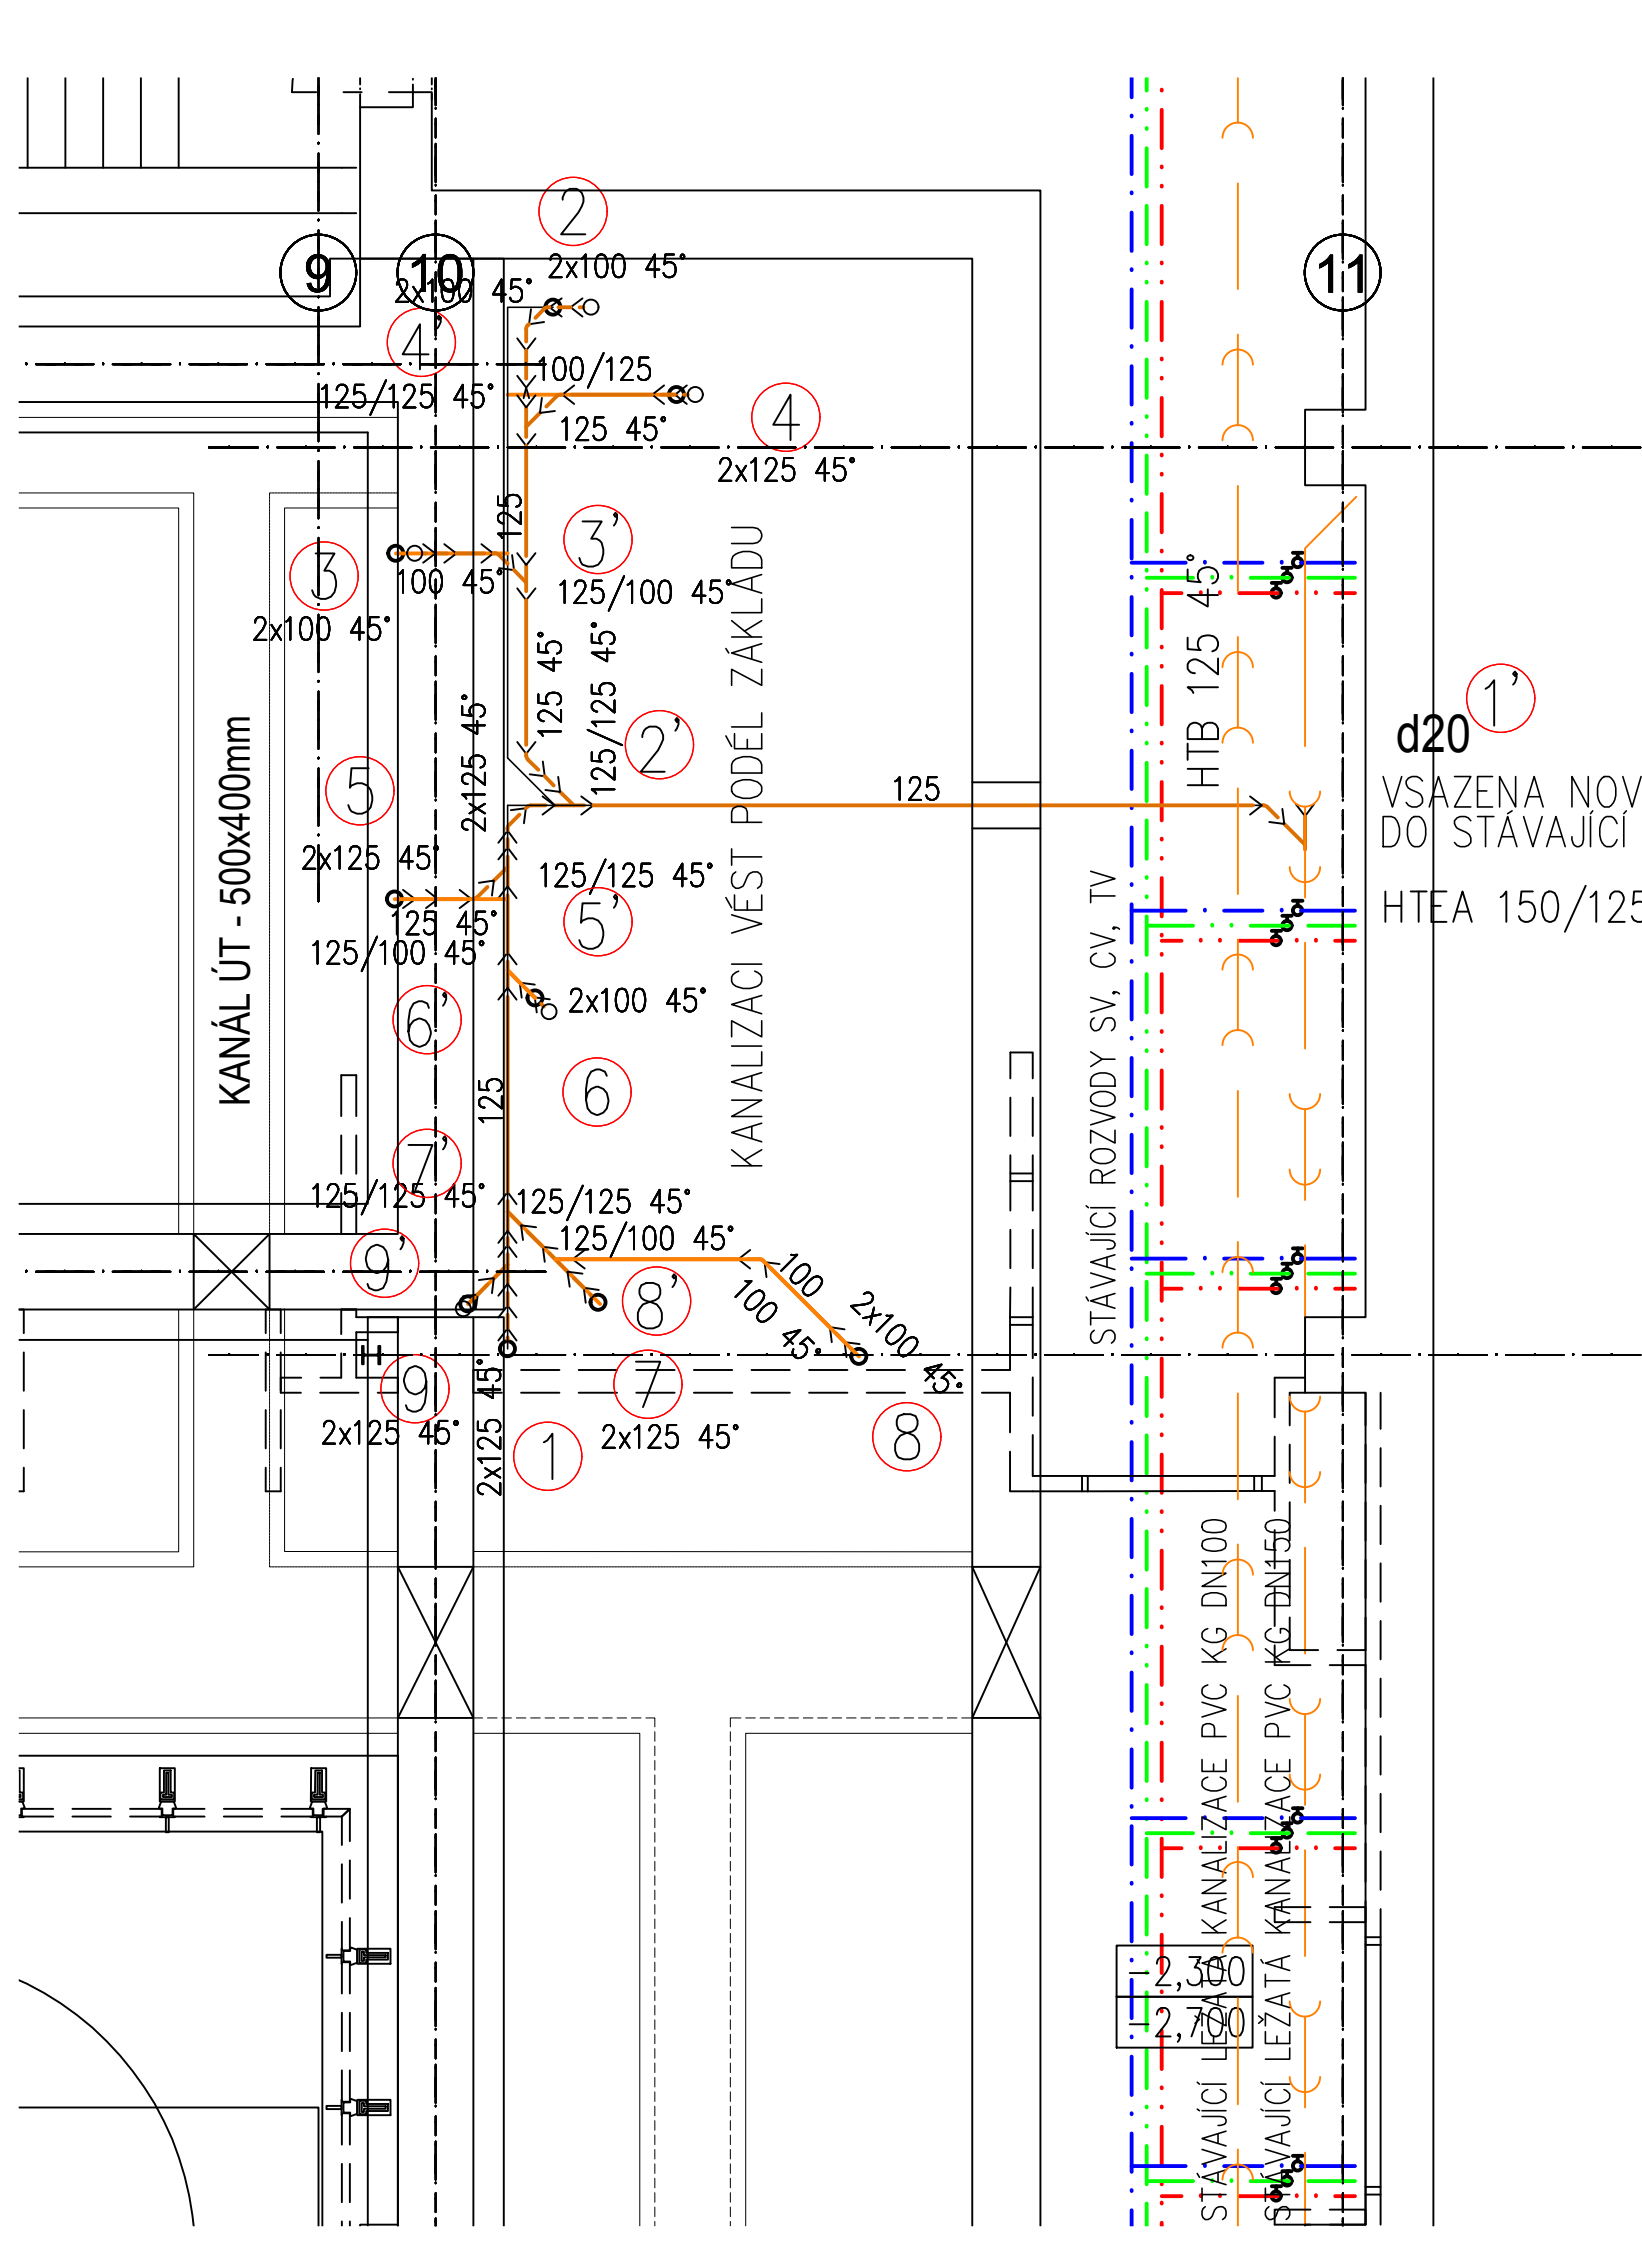 2
2x100 45°
9
10
11
2x100 45°
4'
100/125
125/125 45°
4
125 45°
2x125 45°
125
3'
3
100 45°
125/100 45°
2x100 45°
HTB 125 45°
125 45°
125/125 45°
1'
2x125 45°
2'
d20
5
125
VSAZENA NOV
DO STÁVAJÍCÍ
2x125 45°
125/125 45°
HTEA 150/125
125 45°
5'
125/100 45°
KANÁL ÚT - 500x400mm
KANALIZACI VÉST PODÉL ZÁKLADU
STÁVAJÍCÍ ROZVODY SV, CV, TV
2x100 45°
6'
6
125
7'
125/125 45°
125/125 45°
125/100 45°
9'
8'
100
100 45°
2x100 45°
H
9
7
2x125 45°
2x125 45°
2x125 45°
8
1
STÁVAJÍCÍ LEŽATÁ KANALIZACE PVC KG DN100
STÁVAJÍCÍ LEŽATÁ KANALIZACE PVC KG DN150
-2,300
-2,700